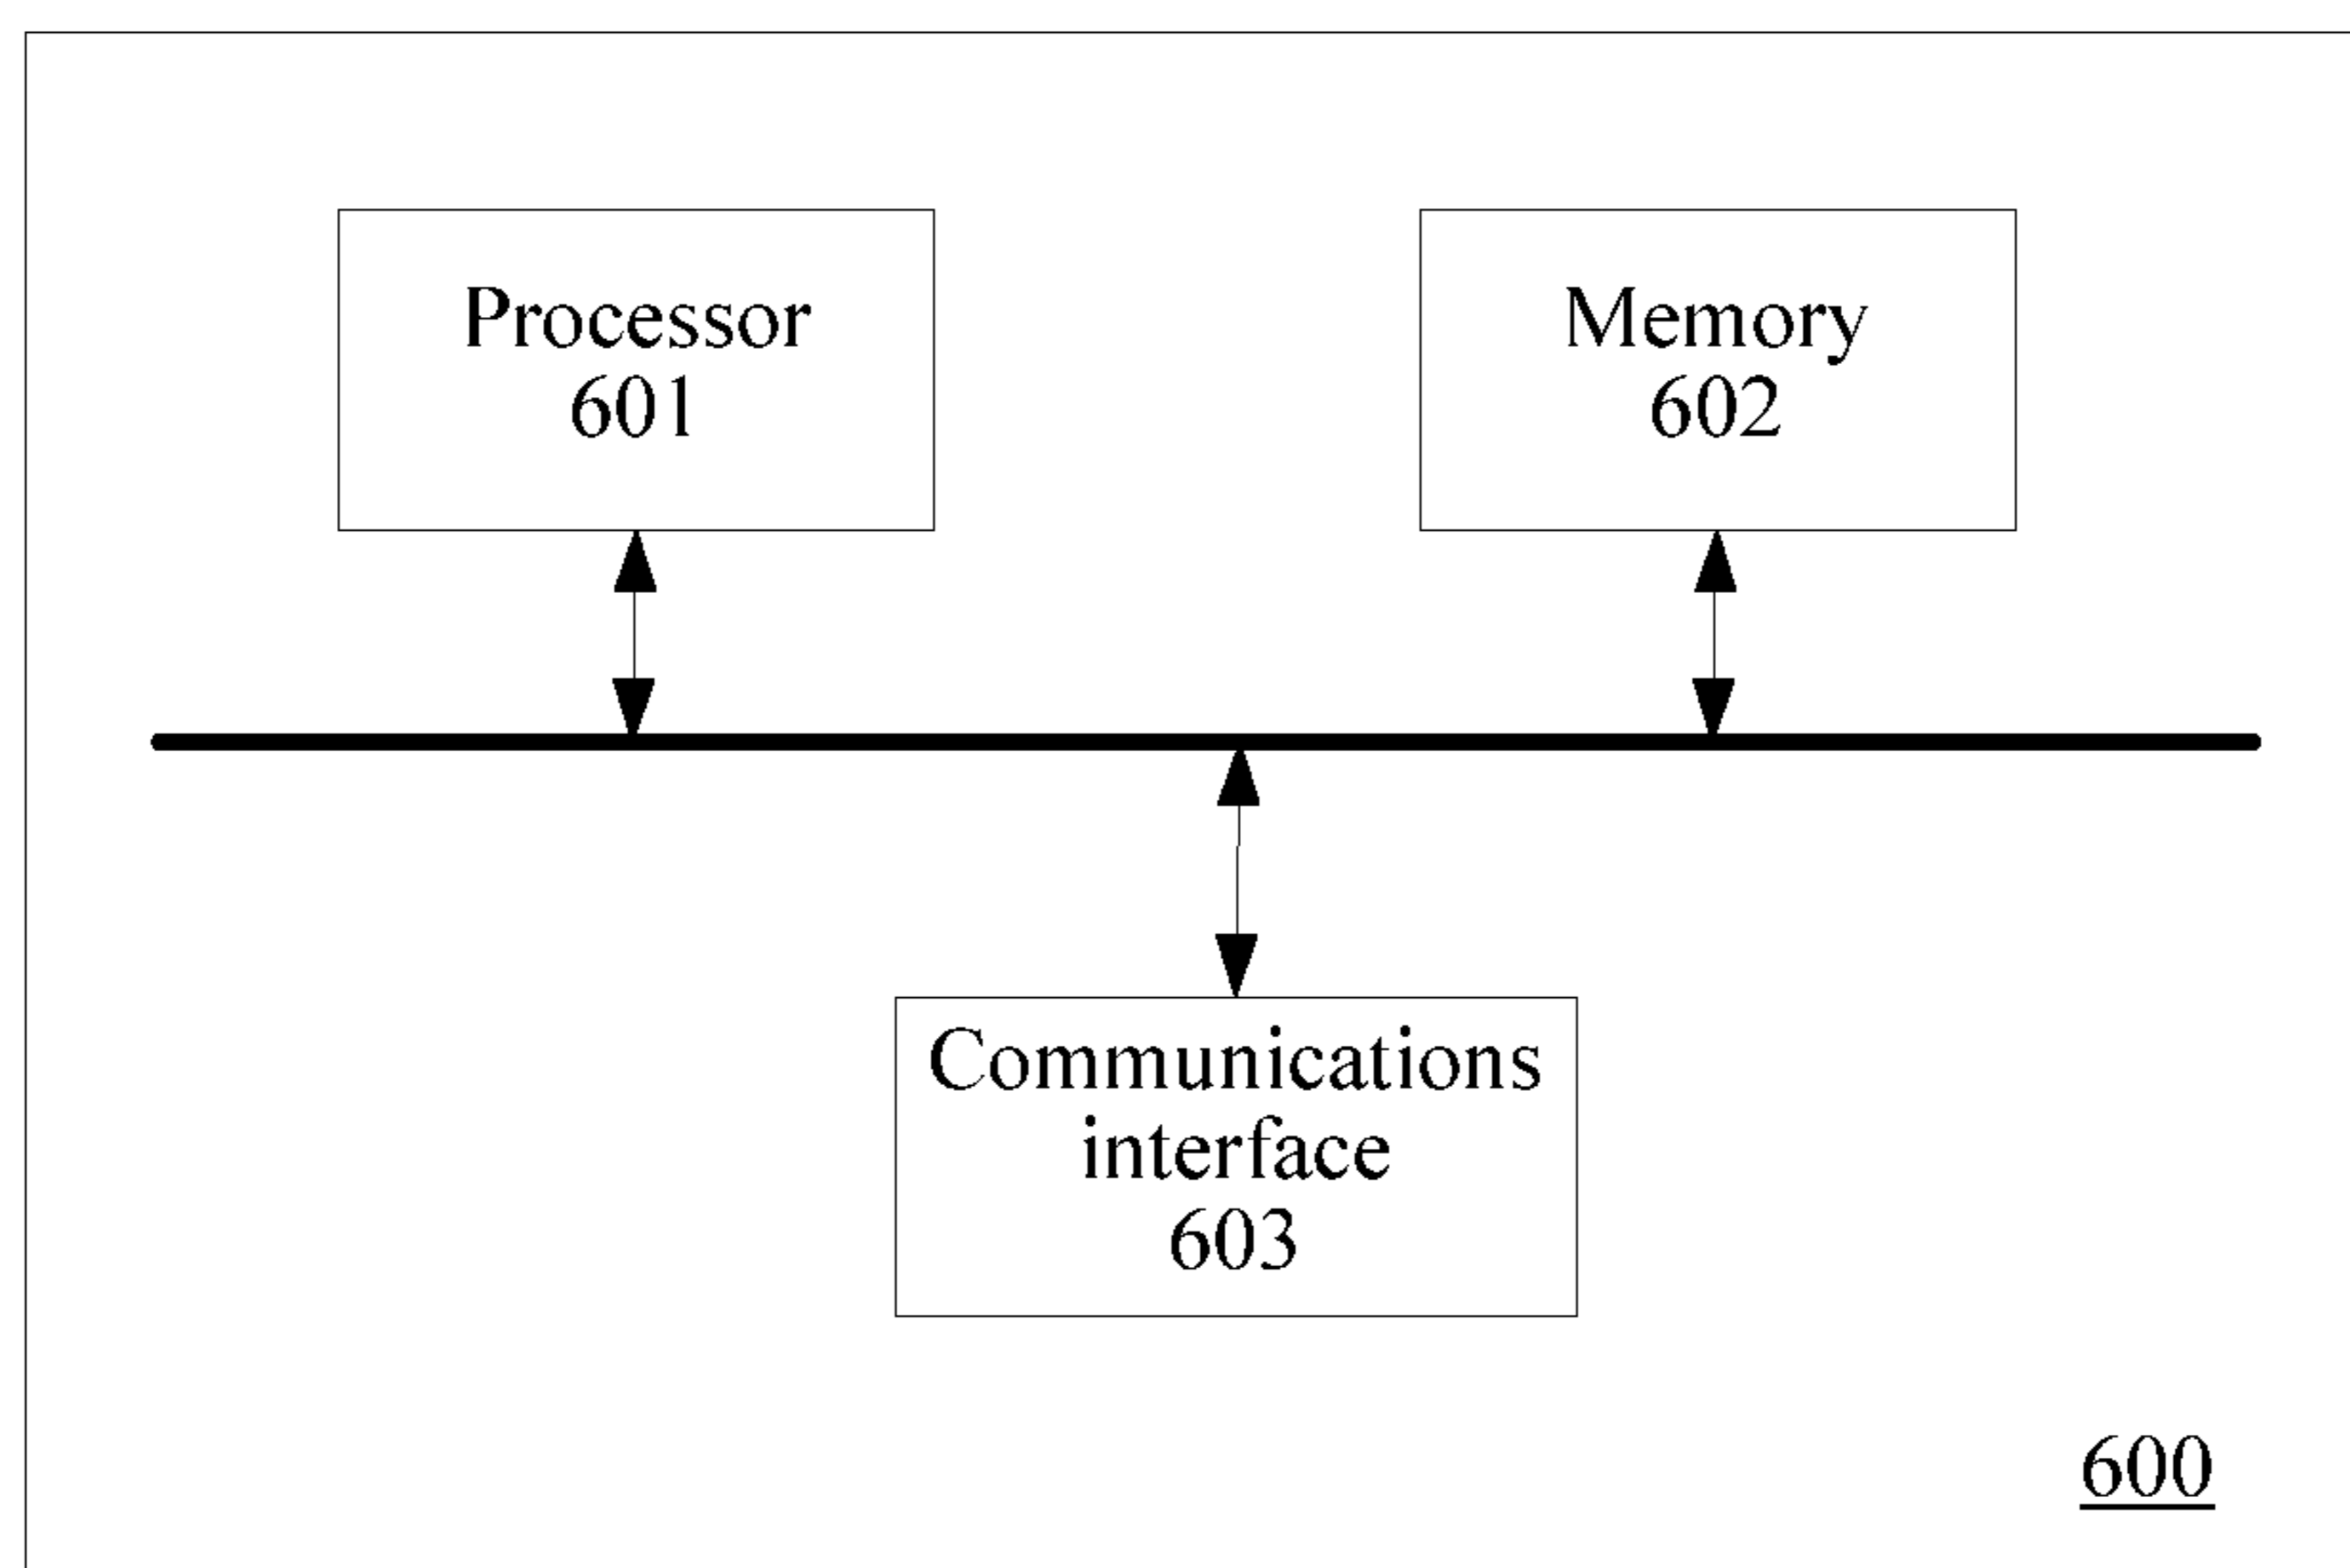 Processor
601
Memory
602
Communications
interface
603
600